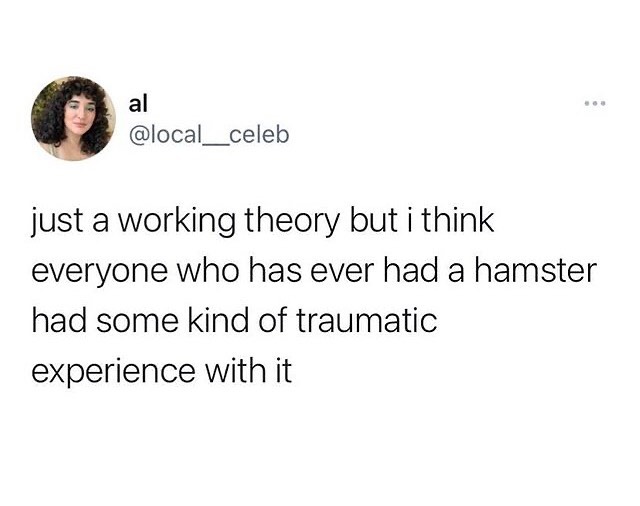 al
@local__celeb
just a working theory but i think
everyone who has ever had a hamster
had some kind of traumatic
experience with it